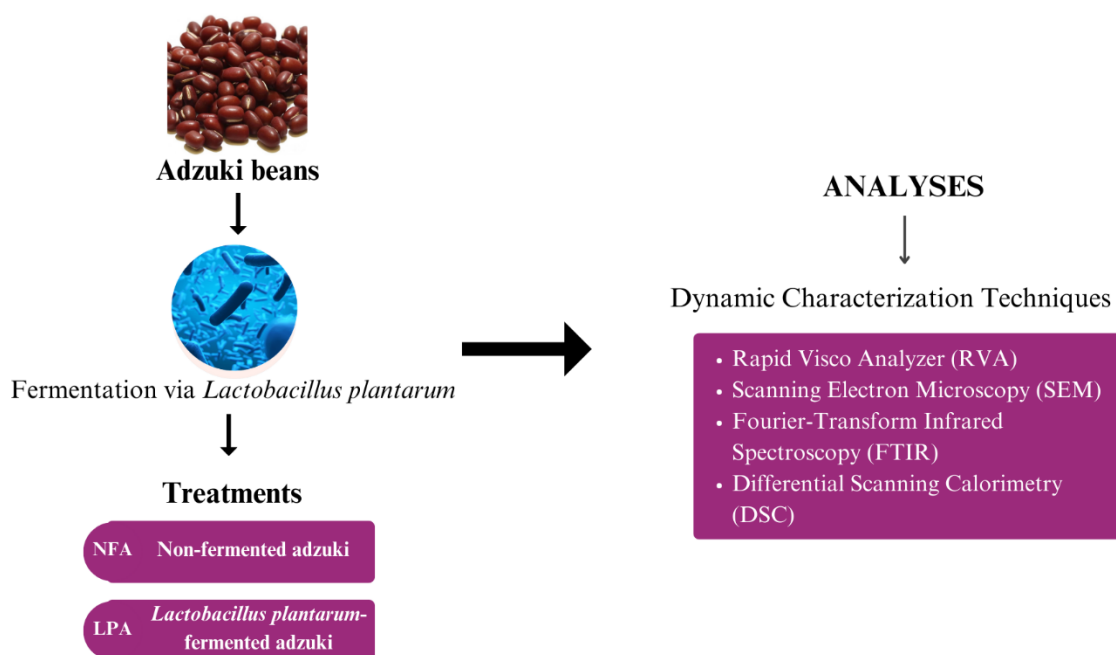 Adzuki beans
Fermentation via Lactobacillus plantarum
Treatments
NFA Non-fermented adzuki
LPA Lactobacillus plantarum-
fermented adzuki
ANALYSES
Dynamic Characterization Techniques
• Rapid Visco Analyzer (RVA)
• Scanning Electron Microscopy (SEM)
• Fourier-Transform Infrared
Spectroscopy (FTIR)
• Differential Scanning Calorimetry
(DSC)